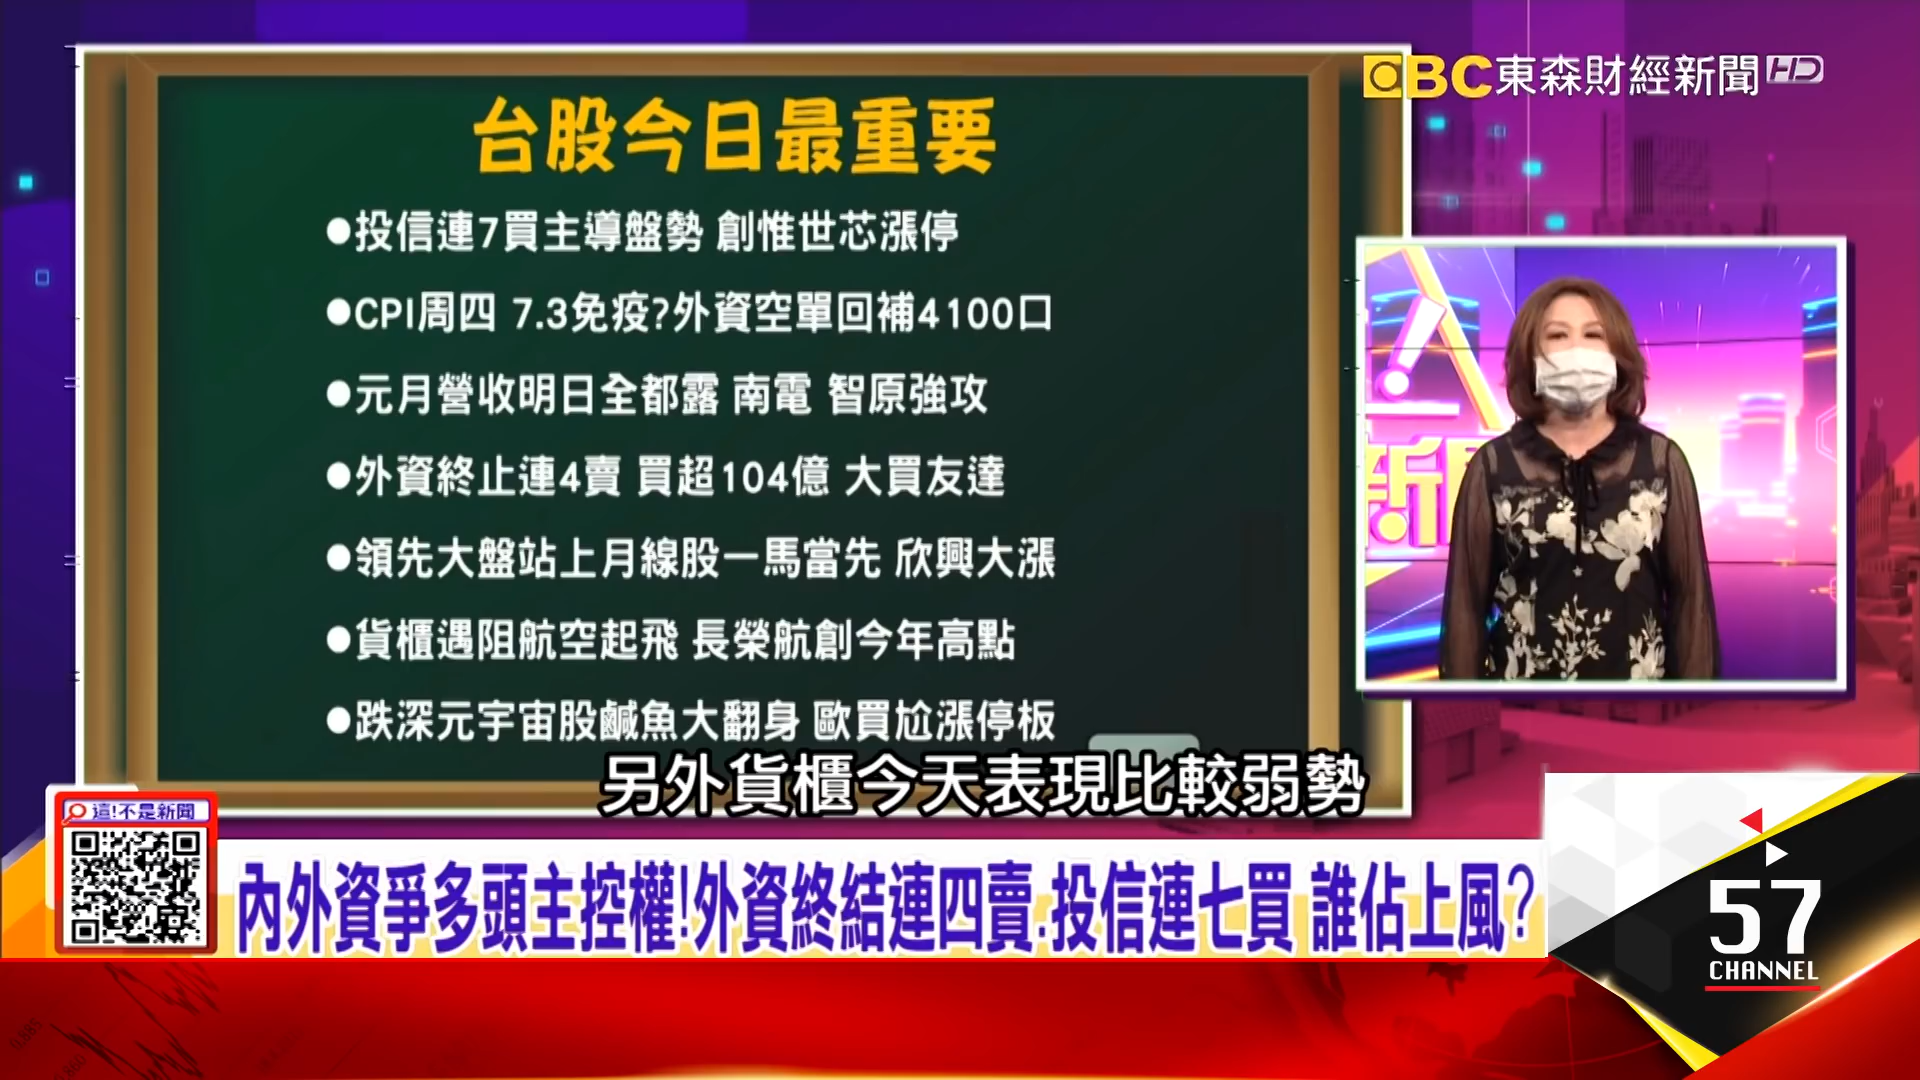 台股今日最重要
EBC東森財經新聞HD
●投信連7買主導盤勢 創惟世芯漲停
●CPI周四 7.3免疫?外資空單回補4100口
●元月營收明日全都露 南電 智原強攻
●外資終止連4賣 買超104億 大買友達
●領先大盤站上月線股一馬當先 欣興大漲
●貨櫃遇阻航空起飛 長榮航創今年高點
●跌深元宇宙股鹹魚大翻身 歐買尬漲停板
另外貨櫃今天表現比較弱勢
這!不是新聞
內外資爭多頭主控權!外資終結連四賣.投信連七買 誰佔上風?
57
CHANNEL